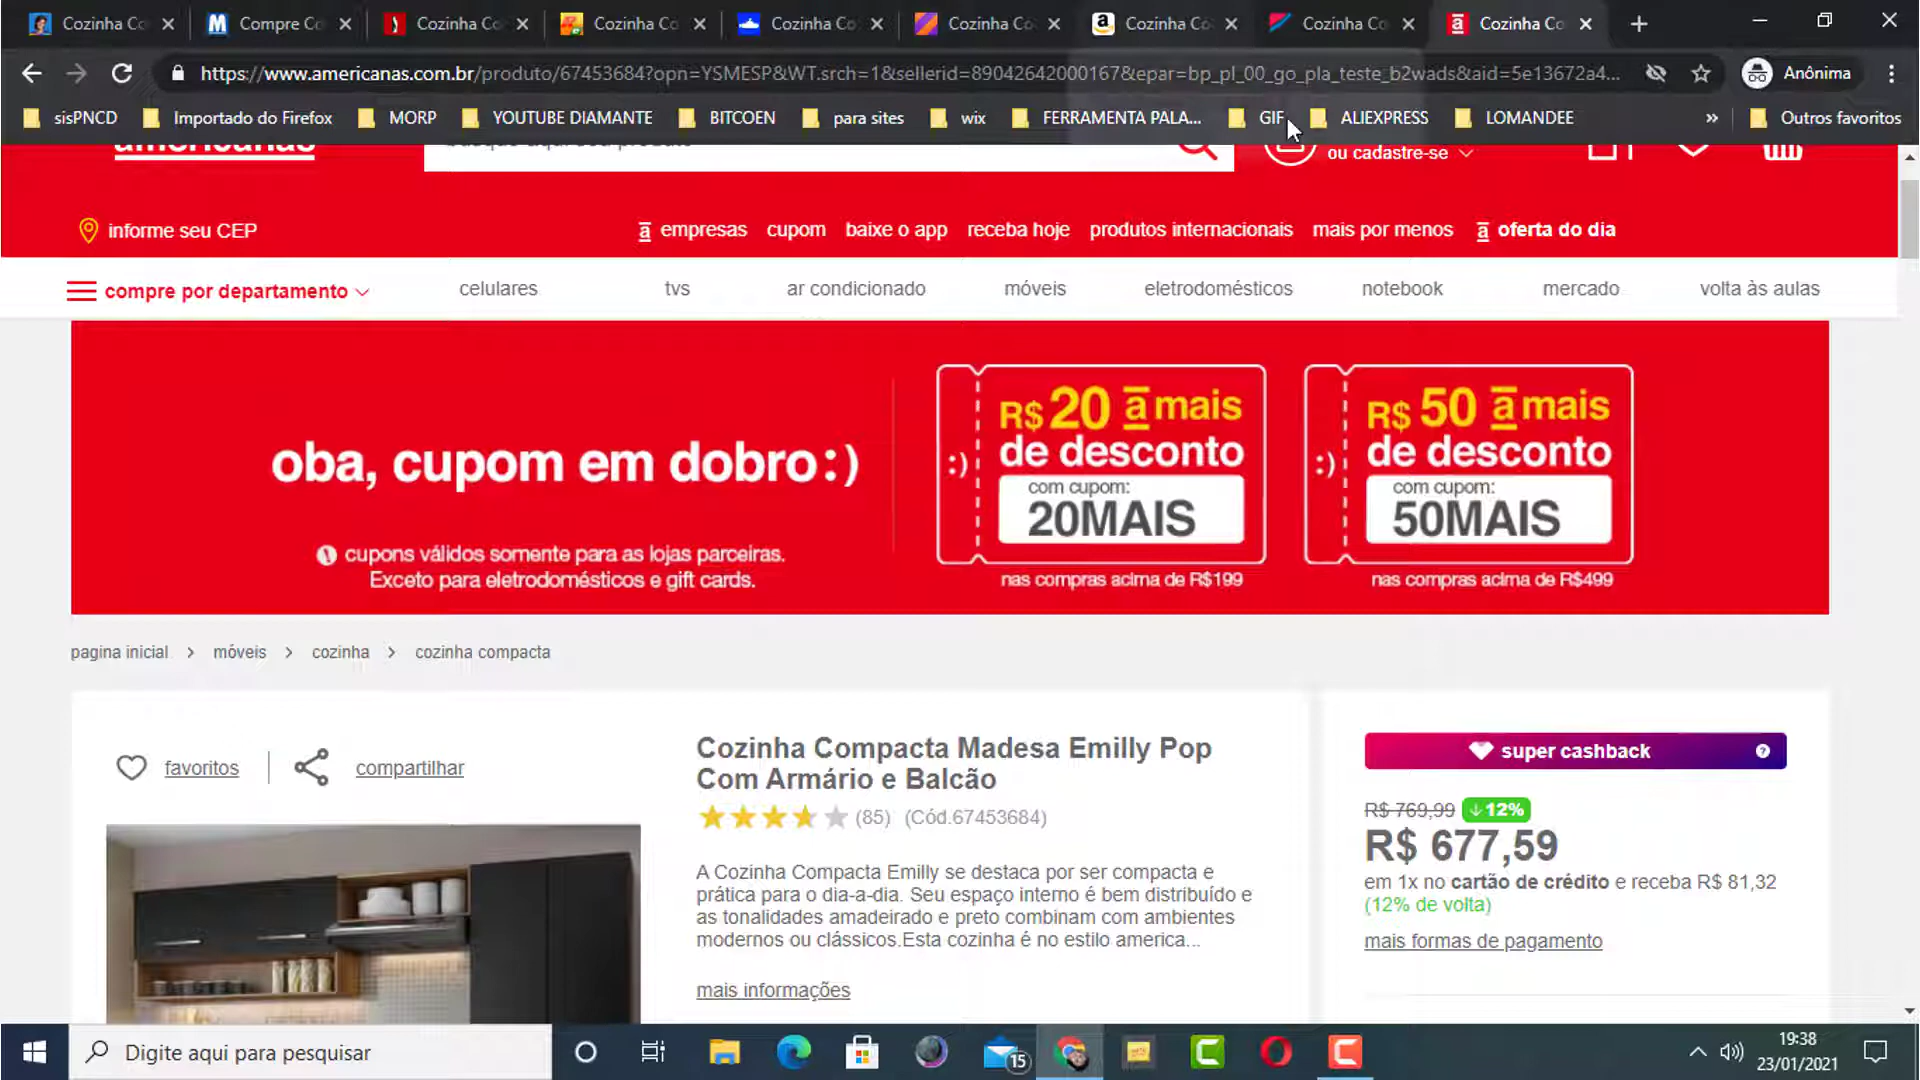 Cozinha Co
Compre Co
Cozinha Co
Cozinha Co
Cozinha Co
Cozinha Co
Cozinha Co
Cozinha Co
Cozinha Co
https://www.americanas.com.br/produto/67453684?opn=YSMESP&WT.srch=1&sellerid=89042642000167&epar=bp_pl_00_go_pla_teste_b2wads&aid=5e13672a4...
Anônima
sisPNCD
Importado do Firefox
MORP
YOUTUBE DIAMANTE
BITCOEN
para sites
wix
FERRAMENTA PALA...
GIF
ALIEXPRESS
LOMANDEE
»
Outros favoritos
americanas
busque aqui seu produto
ou cadastre-se
informe seu CEP
a empresas
cupom
baixe o app
receba hoje
produtos internacionais
mais por menos
a oferta do dia
compre por departamento
celulares
tvs
ar condicionado
móveis
eletrodomésticos
notebook
mercado
volta às aulas
oba, cupom em dobro:)
cupons válidos somente para as lojas parceiras.
Exceto para eletrodomésticos e gift cards.
:)
R$ 20 a mais
de desconto
com cupom:
20MAIS
nas compras acima de R$199
:)
R$ 50 a mais
de desconto
com cupom:
50MAIS
nas compras acima de R$499
pagina inicial > móveis > cozinha > cozinha compacta
favoritos
compartilhar
Cozinha Compacta Madesa Emilly Pop
Com Armário e Balcão
(85) (Cód.67453684)
A Cozinha Compacta Emilly se destaca por ser compacta e
prática para o dia-a-dia. Seu espaço interno é bem distribuído e
as tonalidades amadeirado e preto combinam com ambientes
modernos ou clássicos.Esta cozinha é no estilo america...
mais informações
super cashback ?
R$ 769,99 ↓12%
R$ 677,59
em 1x no cartão de crédito e receba R$ 81,32
(12% de volta)
mais formas de pagamento
Digite aqui para pesquisar
15
19:38
23/01/2021